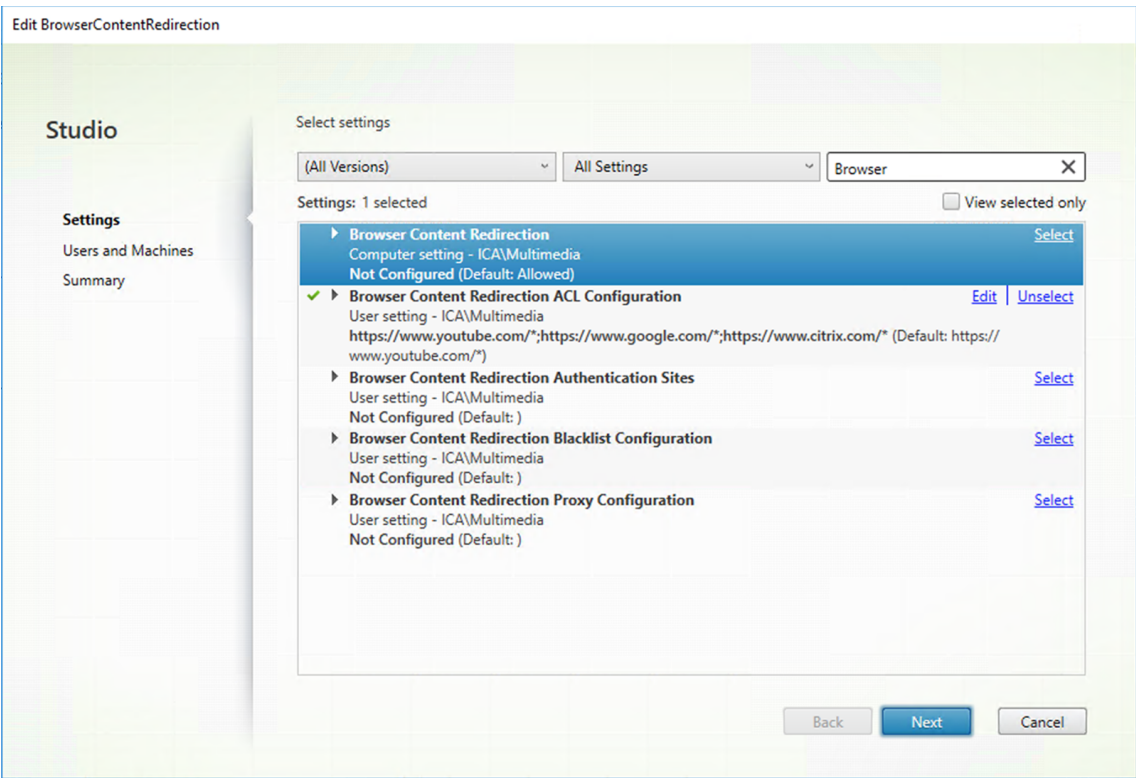 Edit BrowserContentRedirection
Studio
Settings
Users and Machines
Summary
Select settings
(All Versions)
All Settings
Browser
Settings: 1 selected
View selected only
Browser Content Redirection
Select
Computer setting - ICA\Multimedia
Not Configured (Default: Allowed)
Browser Content Redirection ACL Configuration
Edit | Unselect
User setting - ICA\Multimedia
https://www.youtube.com/*;https://www.google.com/*;https://www.citrix.com/* (Default: https://
www.youtube.com/*)
Browser Content Redirection Authentication Sites
Select
User setting - ICA\Multimedia
Not Configured (Default: )
Browser Content Redirection Blacklist Configuration
Select
User setting - ICA\Multimedia
Not Configured (Default: )
Browser Content Redirection Proxy Configuration
Select
User setting - ICA\Multimedia
Not Configured (Default: )
Back
Next
Cancel